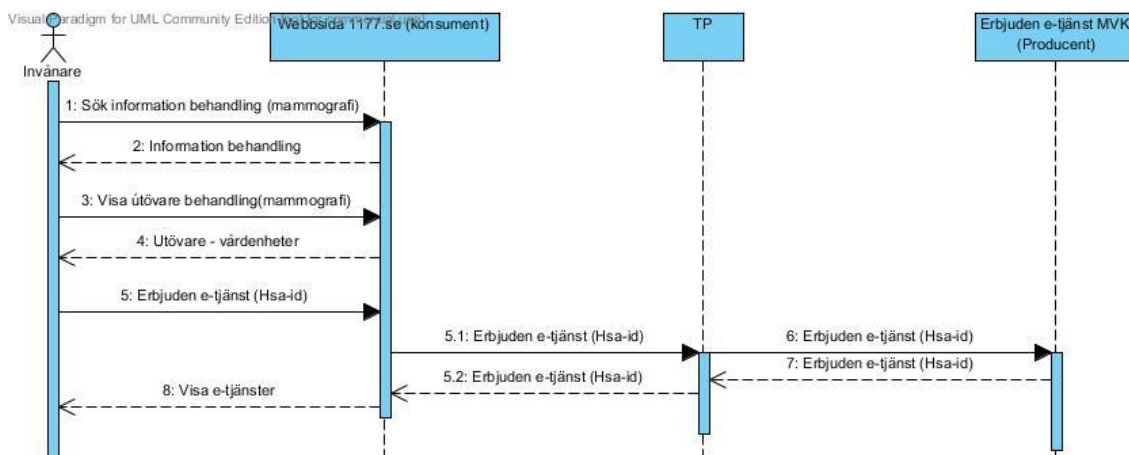 Visual Paradigm for UML Community Edition
Webbsida 1177.se (konsument)
TP
Erbjuden e-tjänst MVK
(Producent)
Invånare
1: Sök information behandling (mammografi)
2: Information behandling
3: Visa útövare behandling(mammografi)
4: Utövare - vårdenheter
5: Erbjuden e-tjänst (Hsa-id)
5.1: Erbjuden e-tjänst (Hsa-id)
6: Erbjuden e-tjänst (Hsa-id)
7: Erbjuden e-tjänst (Hsa-id)
5.2: Erbjuden e-tjänst (Hsa-id)
8: Visa e-tjänster